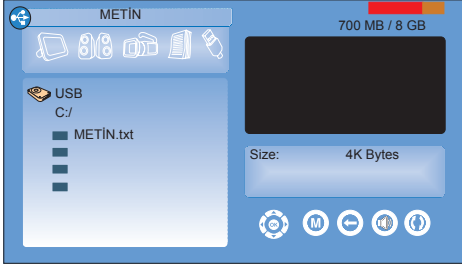 METİN
700 MB / 8 GB
USB
C:/
METİN.txt
Size: 4K Bytes
OK
M